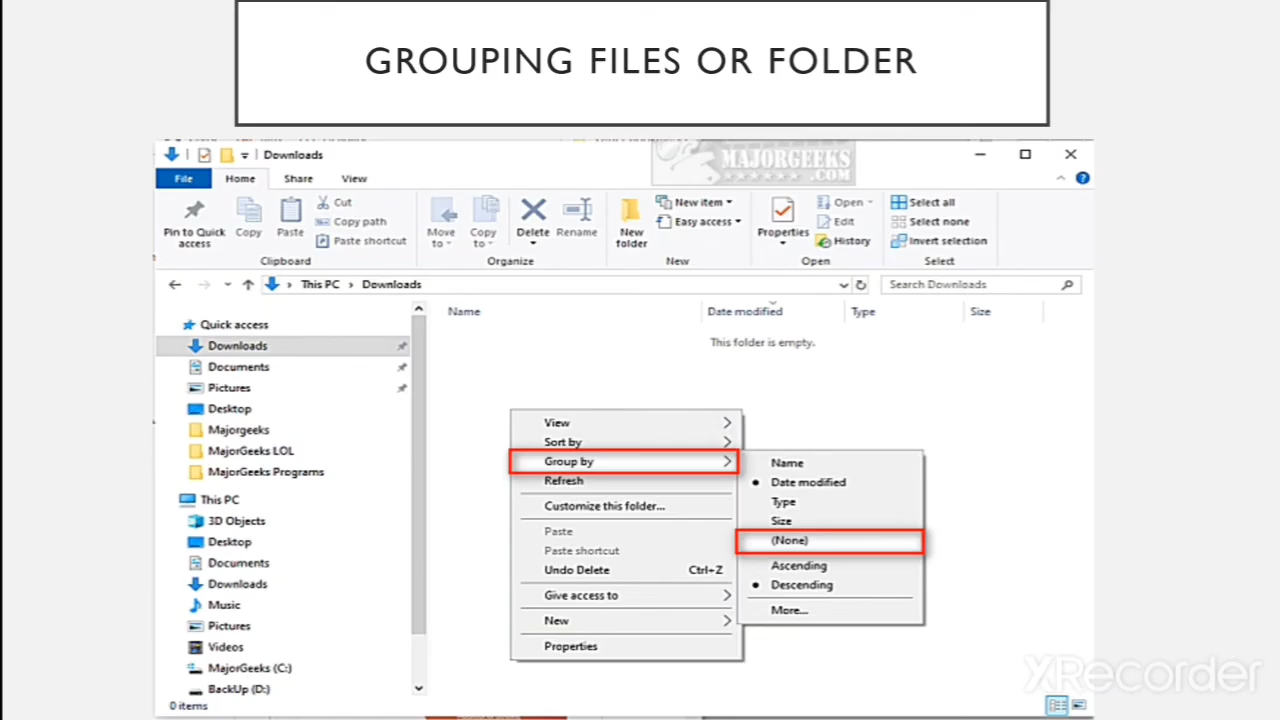 GROUPING FILES OR FOLDER
Downloads
MAJORGEEKS
.COM
File Home Share View
Pin to Quick access
Copy
Paste
Cut
Copy path
Paste shortcut
Clipboard
Move to
Copy to
Delete
Rename
Organize
New folder
New item
Easy access
New
Properties
Open
Edit
History
Open
Select all
Select none
Invert selection
Select
This PC > Downloads
Search Downloads
Name Date modified Type Size
This folder is empty.
Quick access
Downloads
Documents
Pictures
Desktop
Majorgeeks
MajorGeeks LOL
MajorGeeks Programs
This PC
3D Objects
Desktop
Documents
Downloads
Music
Pictures
Videos
MajorGeeks (C:)
BackUp (D:)
0 items
View
Sort by
Group by
Refresh
Customize this folder...
Paste
Paste shortcut
Undo Delete Ctrl+Z
Give access to
New
Properties
Name
Date modified
Type
Size
(None)
Ascending
Descending
More...
XRecorder